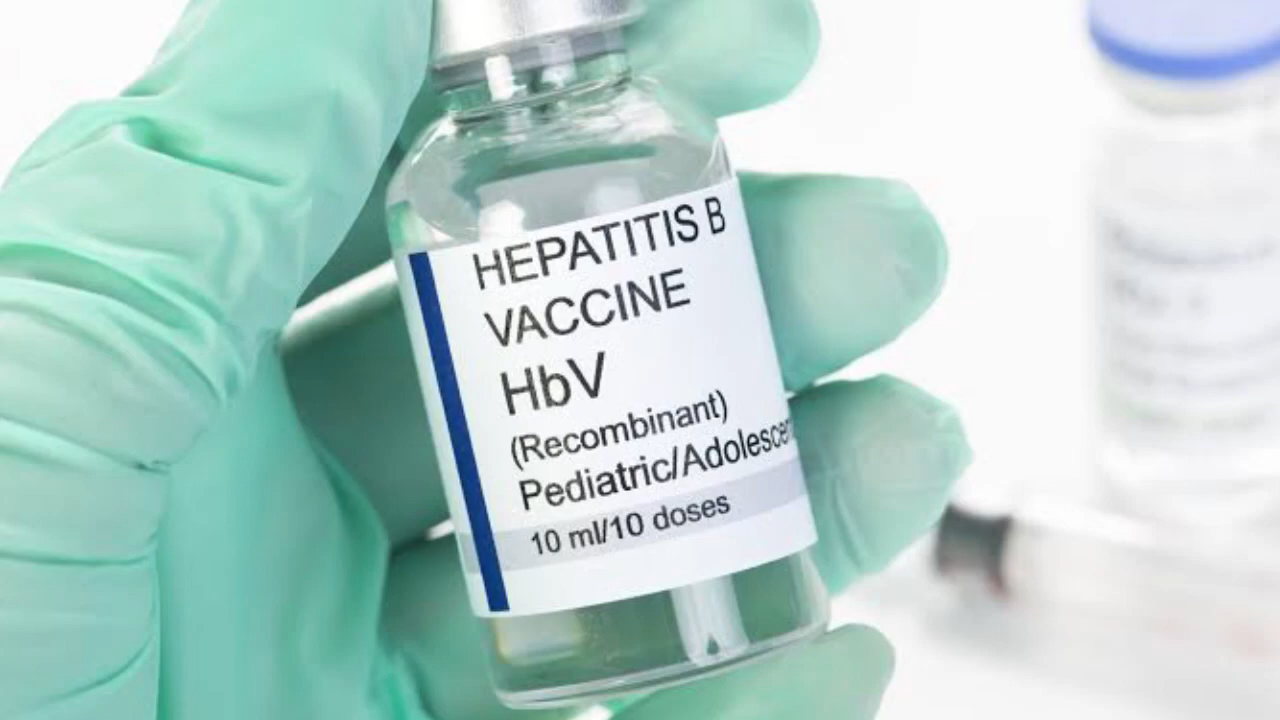 HEPATITIS B
VACCINE
HbV
(Recombinant)
Pediatric/Adolescen
10 ml/10 doses